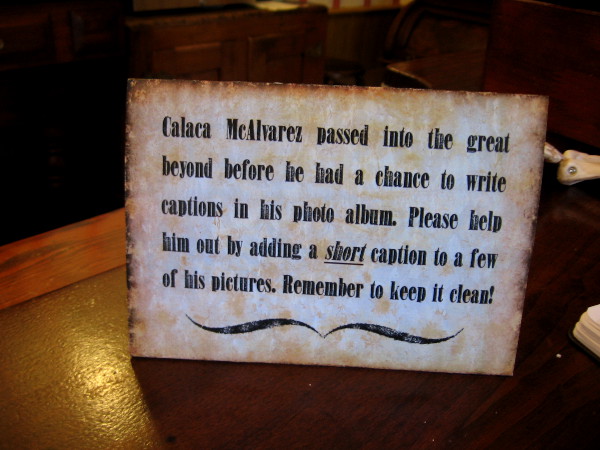 Calaca McAlvarez passed into the great
beyond before he had a chance to write
captions in his photo album. Please help
him out by adding a short caption to a few
of his pictures. Remember to keep it clean!